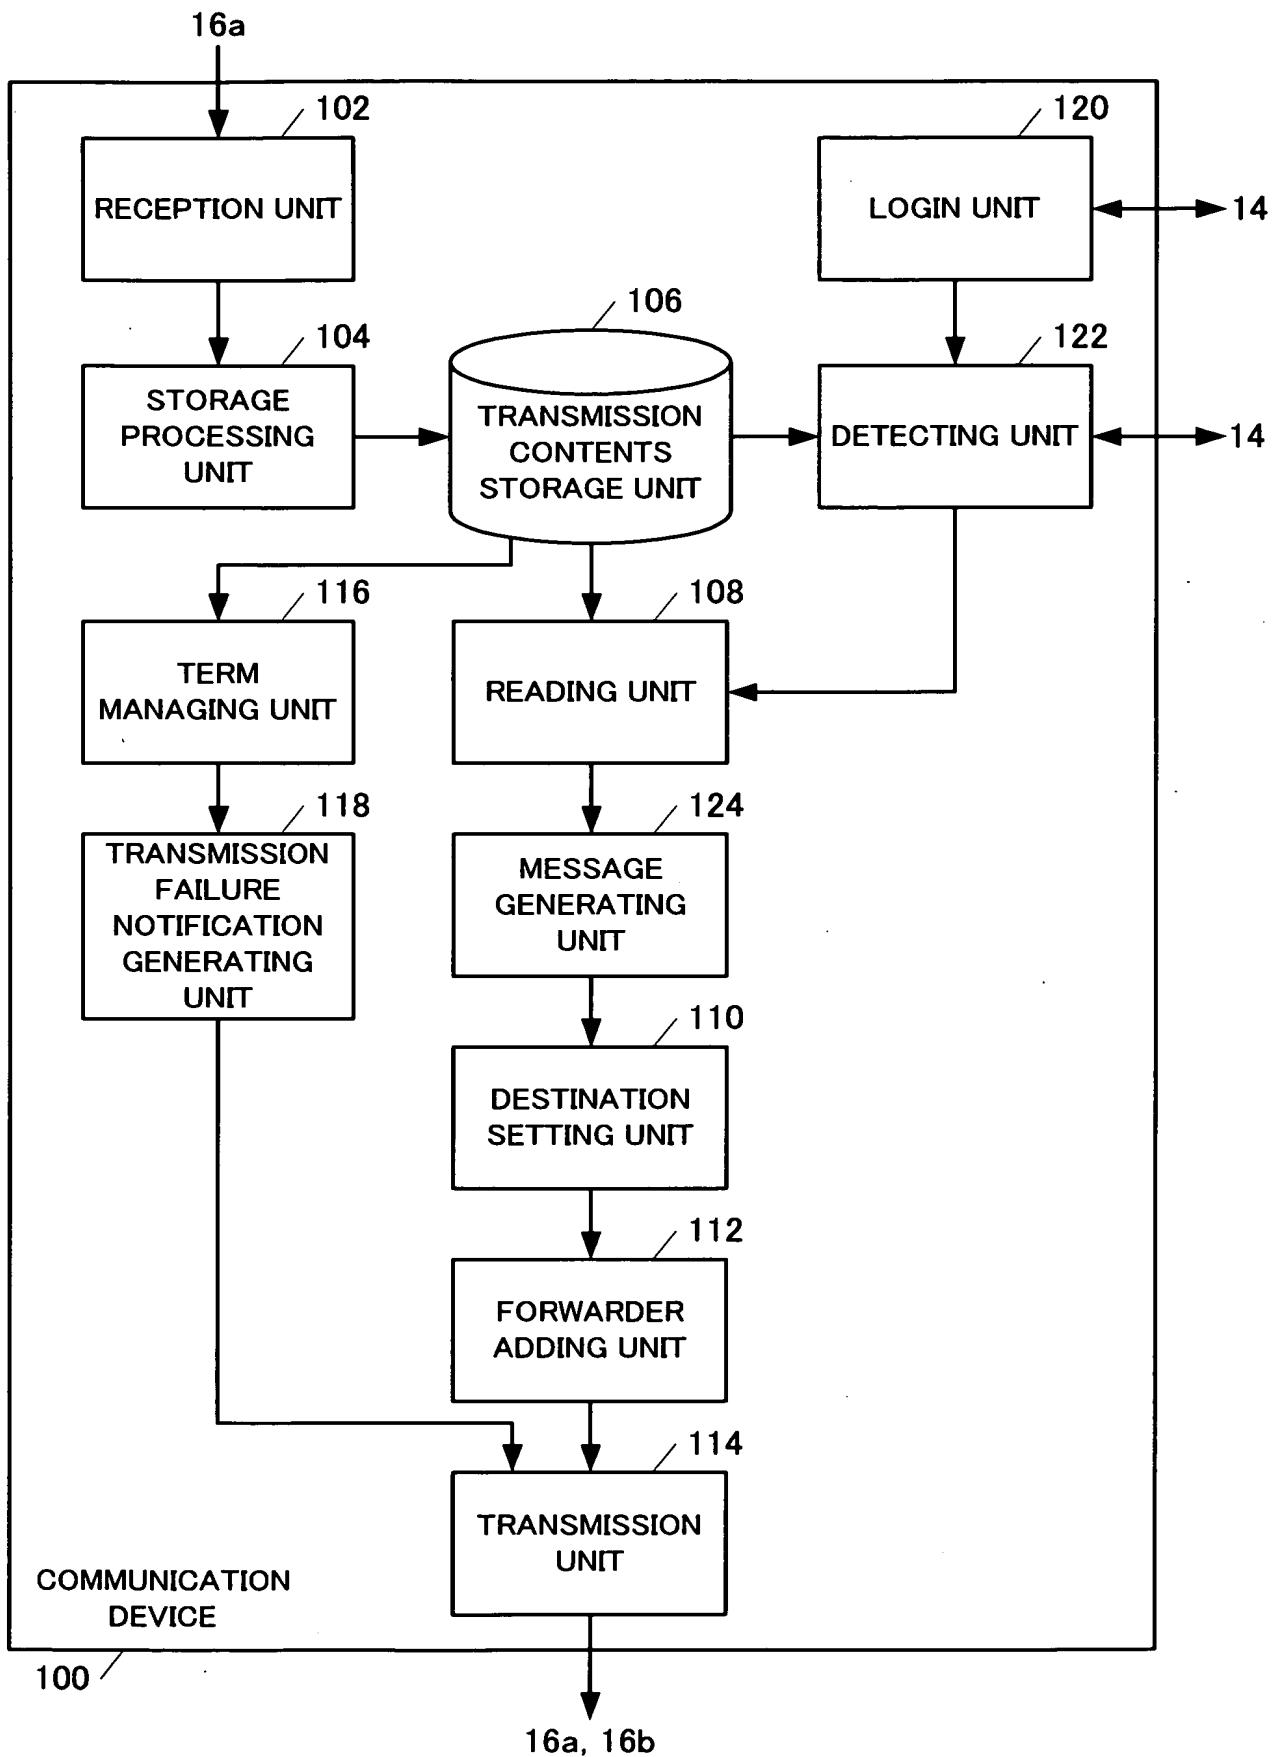 16a
102
120
RECEPTION UNIT
LOGIN UNIT
14
106
104
122
STORAGE
PROCESSING
UNIT
TRANSMISSION
CONTENTS
STORAGE UNIT
DETECTING UNIT
14
116
108
TERM
MANAGING UNIT
READING UNIT
118
124
TRANSMISSION
FAILURE
NOTIFICATION
GENERATING
UNIT
MESSAGE
GENERATING
UNIT
110
DESTINATION
SETTING UNIT
112
FORWARDER
ADDING UNIT
114
TRANSMISSION
UNIT
COMMUNICATION
DEVICE
100
16a, 16b